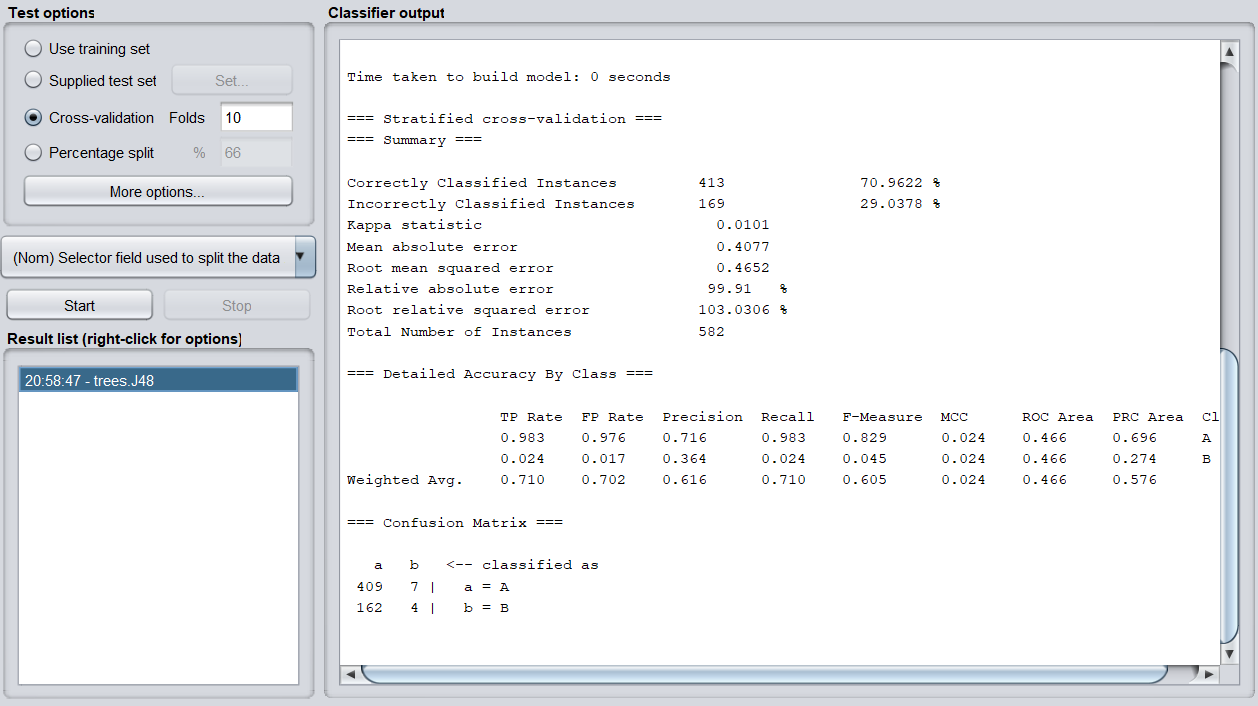 Test options
Use training set
Supplied test set Set...
Cross-validation Folds 10
Percentage split % 66
More options...
(Nom) Selector field used to split the data
Start Stop
Result list (right-click for options)
20:58:47 - trees.J48
Classifier output
Time taken to build model: 0 seconds
=== Stratified cross-validation ===
=== Summary ===
Correctly Classified Instances 413 70.9622 %
Incorrectly Classified Instances 169 29.0378 %
Kappa statistic 0.0101
Mean absolute error 0.4077
Root mean squared error 0.4652
Relative absolute error 99.91 %
Root relative squared error 103.0306 %
Total Number of Instances 582
=== Detailed Accuracy By Class ===
TP Rate FP Rate Precision Recall F-Measure MCC ROC Area PRC Area Cl
0.983 0.976 0.716 0.983 0.829 0.024 0.466 0.696 A
0.024 0.017 0.364 0.024 0.045 0.024 0.466 0.274 B
Weighted Avg. 0.710 0.702 0.616 0.710 0.605 0.024 0.466 0.576
=== Confusion Matrix ===
a b <-- classified as
409 7 | a = A
162 4 | b = B